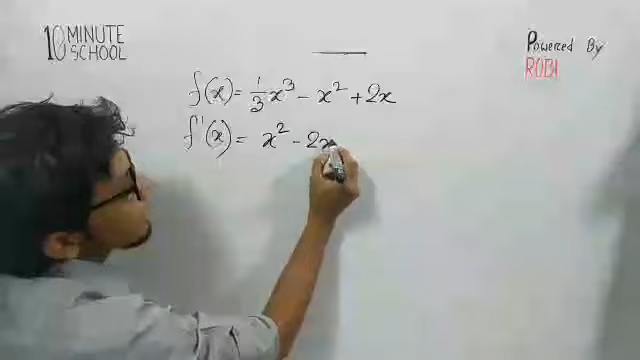 10 MINUTE SCHOOL
Powered By
ROBI
f(x) = 1/3 x³ - x² + 2x
f'(x) = x² - 2x